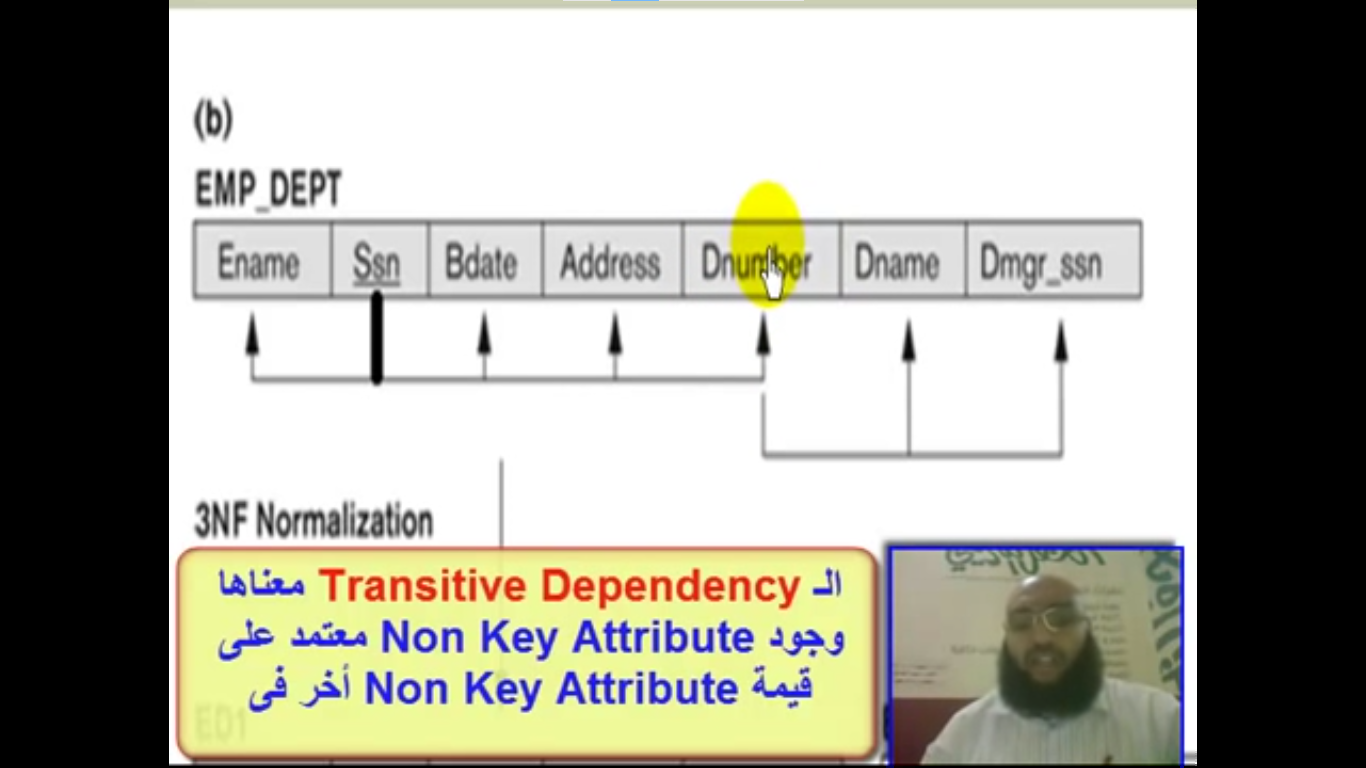 (b)
EMP_DEPT
Ename Ssn Bdate Address Dnumber Dname Dmgr_ssn
3NF Normalization
الـ Transitive Dependency معناها
وجود Non Key Attribute معتمد على
قيمة Non Key Attribute أخر فى
ED1